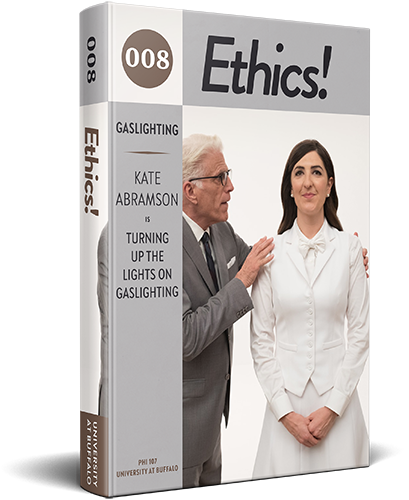 008
Ethics!
UNIVERSITY
AT BUFFALO
008
Ethics!
GASLIGHTING
KATE
ABRAMSON
IS
TURNING
UP THE
LIGHTS ON
GASLIGHTING
PHI 107
UNIVERSITY AT BUFFALO